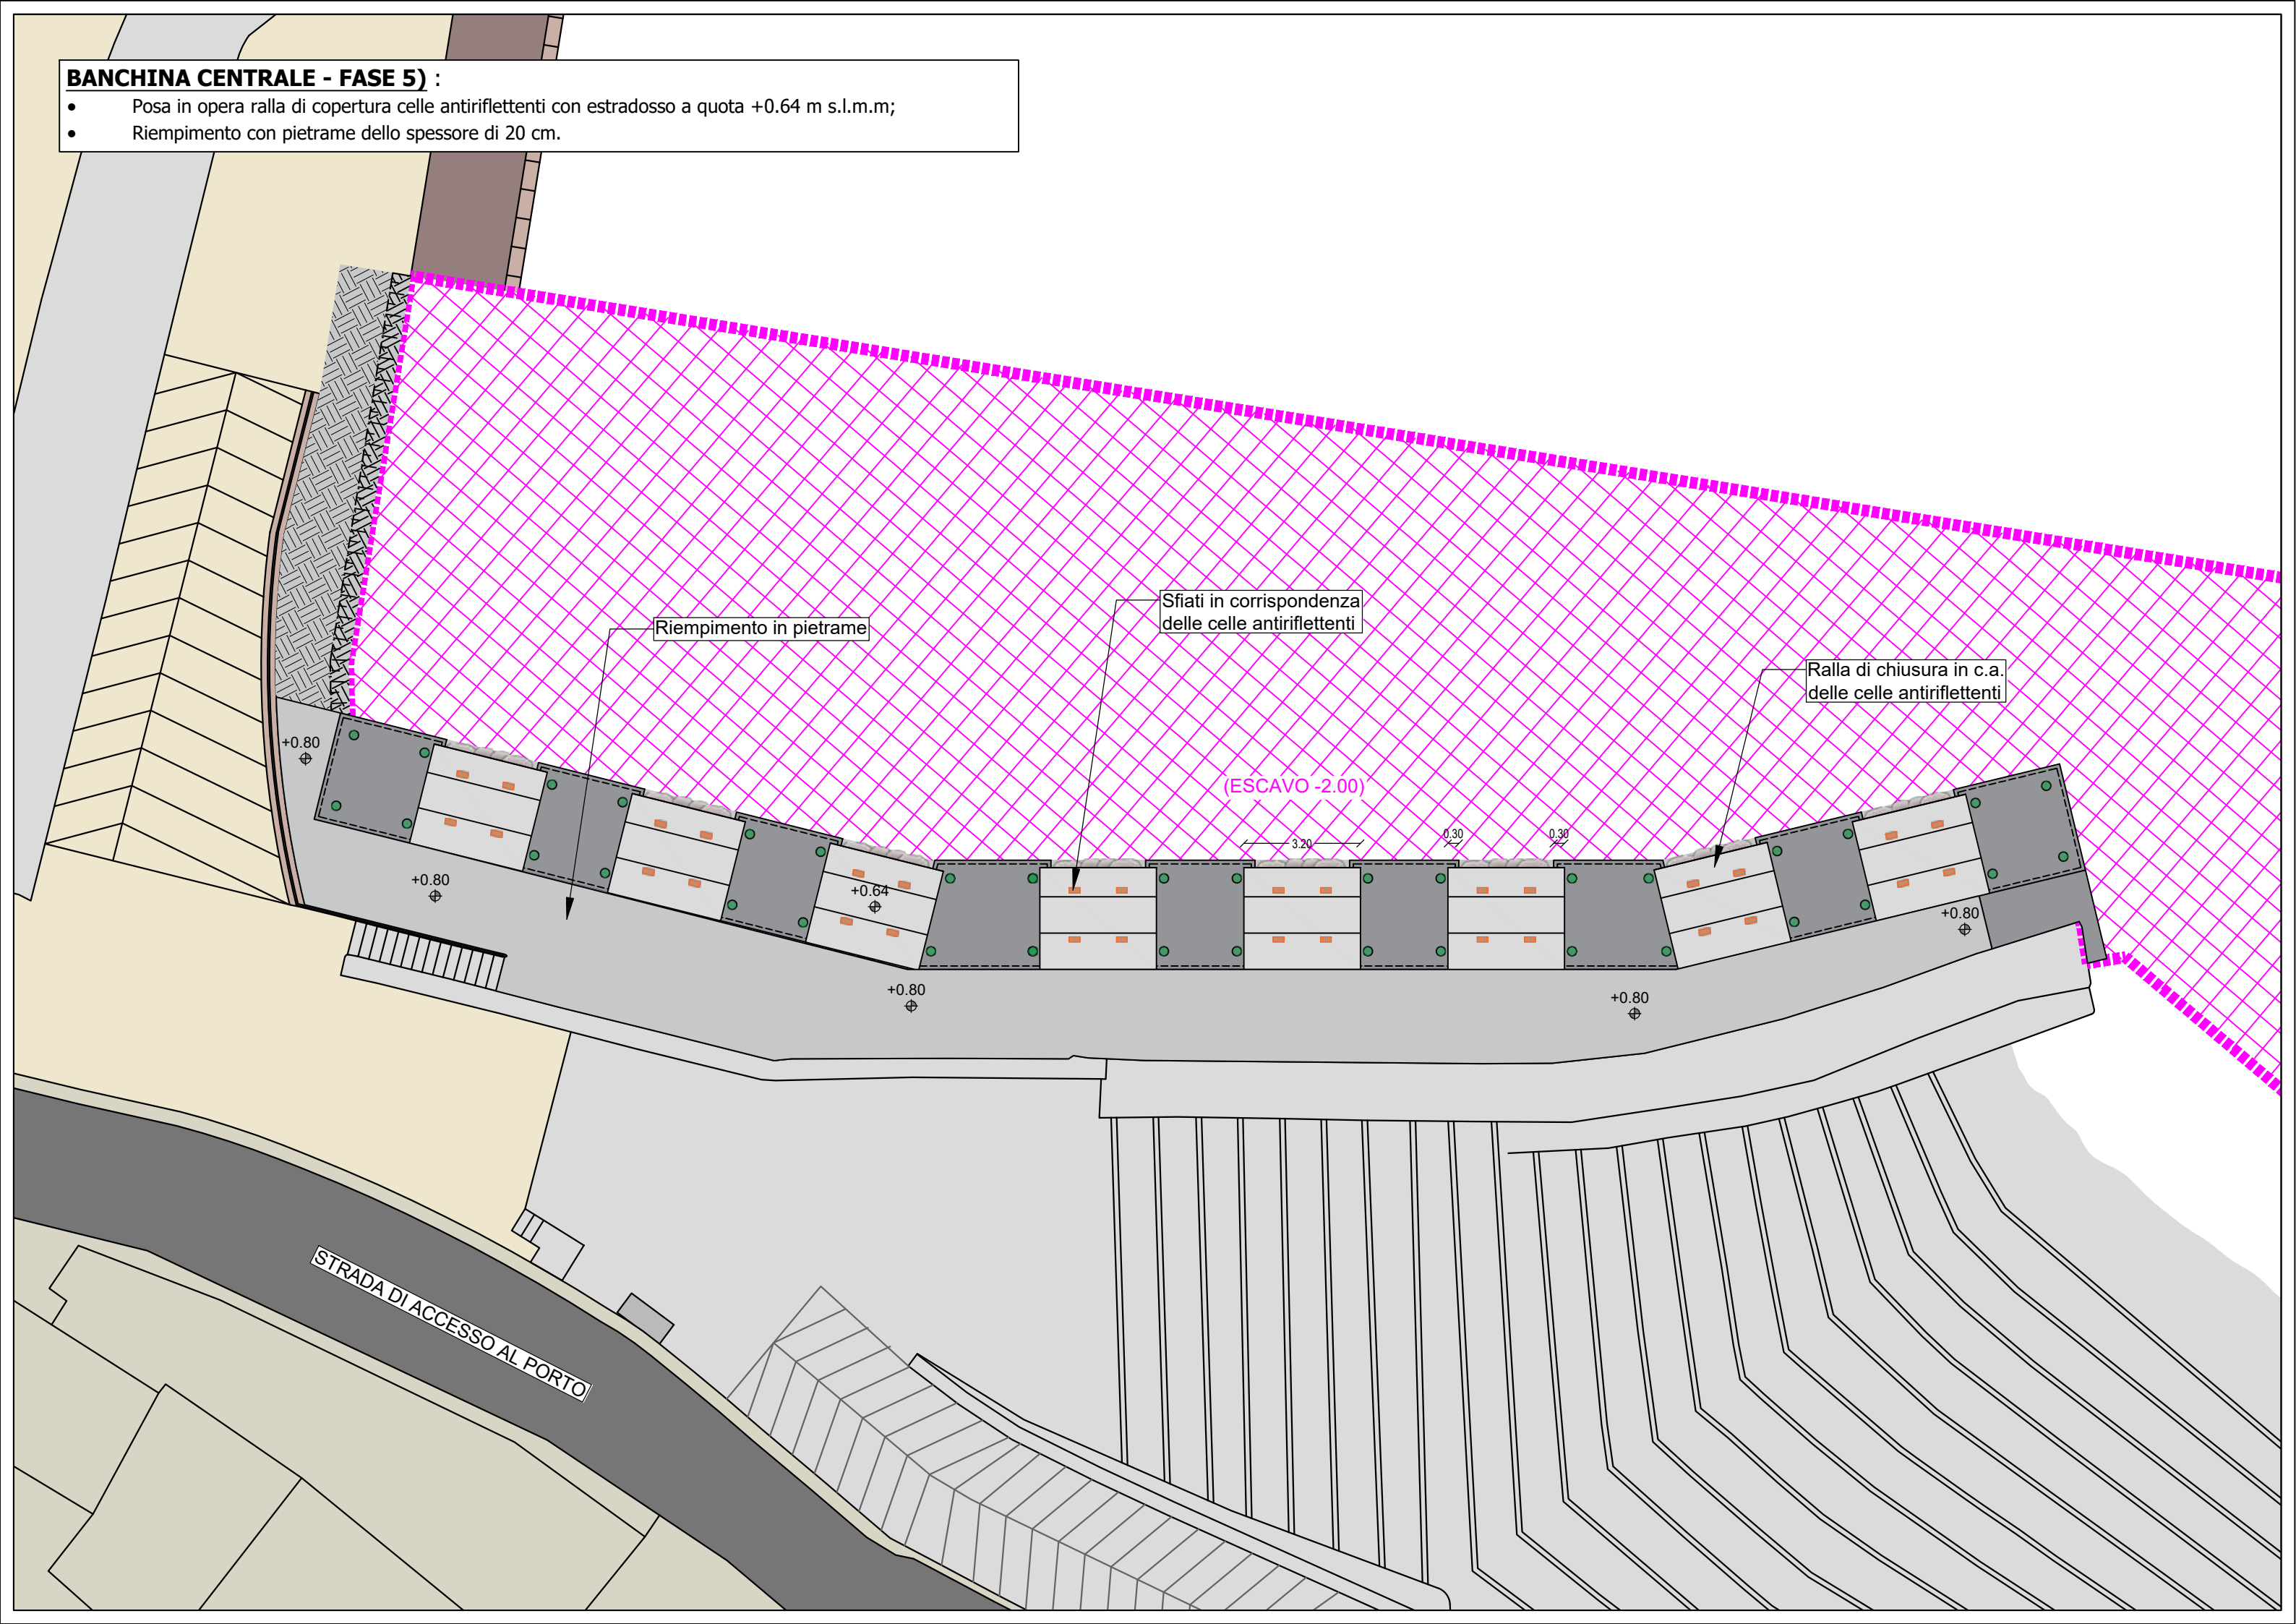 BANCHINA CENTRALE - FASE 5) :
• Posa in opera ralla di copertura celle antiriflettenti con estradosso a quota +0.64 m s.l.m.m;
• Riempimento con pietrame dello spessore di 20 cm.
Sfiati in corrispondenza
delle celle antiriflettenti
Riempimento in pietrame
Ralla di chiusura in c.a.
delle celle antiriflettenti
+0.80
(ESCAVO -2.00)
3.20
0.30
0.30
+0.80
+0.64
+0.80
+0.80
+0.80
STRADA DI ACCESSO AL PORTO